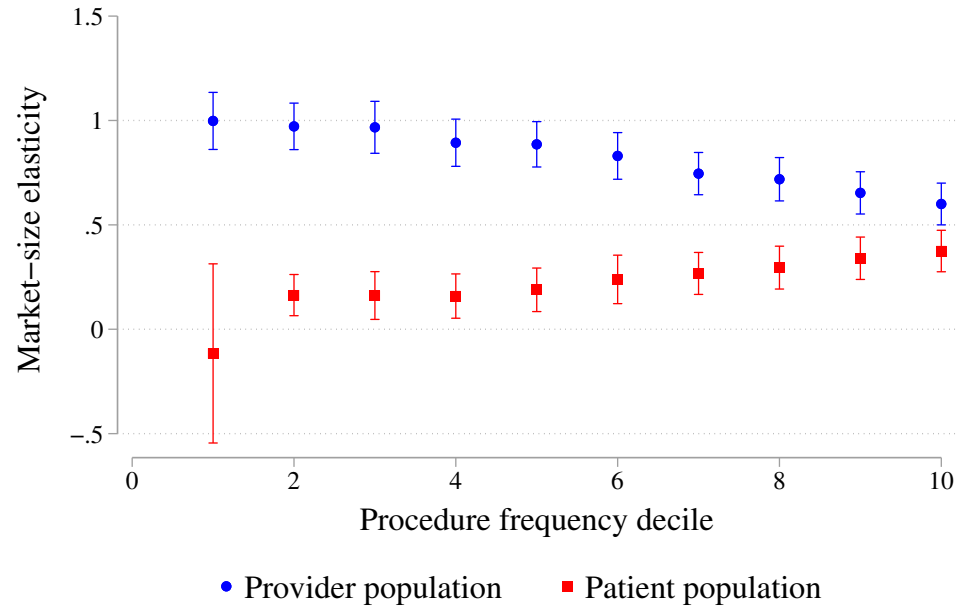 1.5
1
.5
0
−.5
Market−size elasticity
0 2 4 6 8 10
Procedure frequency decile
Provider population Patient population